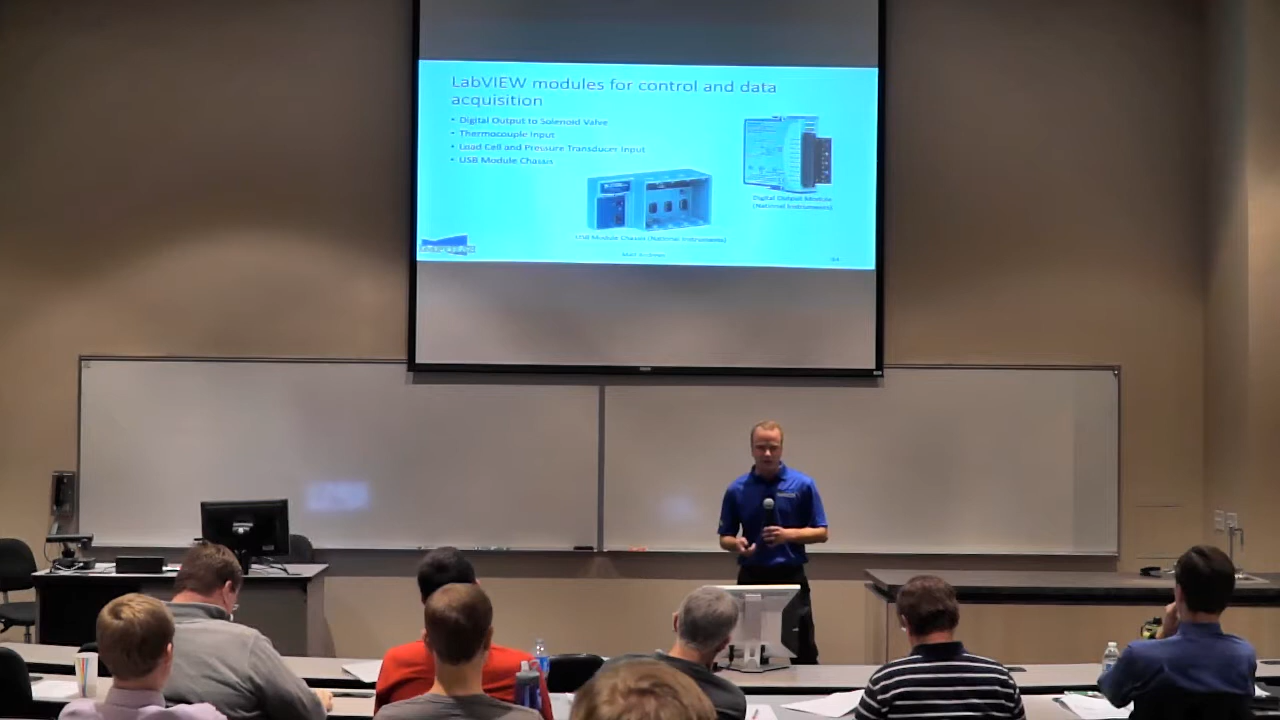 LabVIEW modules for control and data
acquisition
• Digital Output to Solenoid Valve
• Thermocouple Input
• Load Cell and Pressure Transducer Input
• USB Module Chassis
Digital Output Module
(National Instruments)
USB Module Chassis (National Instruments)